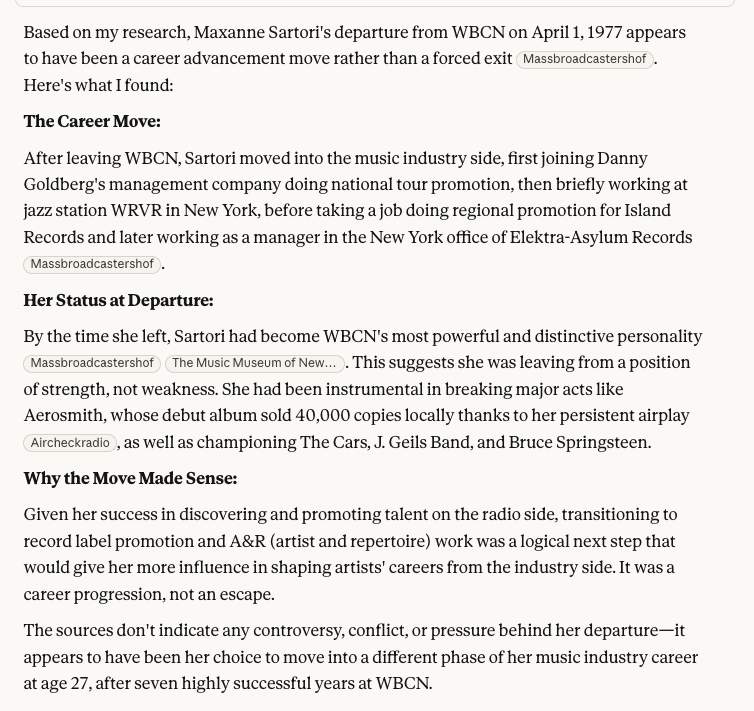 Based on my research, Maxanne Sartori's departure from WBCN on April 1, 1977 appears
to have been a career advancement move rather than a forced exit Massbroadcastershof.
Here's what I found:
The Career Move:
After leaving WBCN, Sartori moved into the music industry side, first joining Danny
Goldberg's management company doing national tour promotion, then briefly working at
jazz station WRVR in New York, before taking a job doing regional promotion for Island
Records and later working as a manager in the New York office of Elektra-Asylum Records
Massbroadcastershof.
Her Status at Departure:
By the time she left, Sartori had become WBCN's most powerful and distinctive personality
Massbroadcastershof The Music Museum of New.... This suggests she was leaving from a position
of strength, not weakness. She had been instrumental in breaking major acts like
Aerosmith, whose debut album sold 40,000 copies locally thanks to her persistent airplay
Aircheckradio, as well as championing The Cars, J. Geils Band, and Bruce Springsteen.
Why the Move Made Sense:
Given her success in discovering and promoting talent on the radio side, transitioning to
record label promotion and A&R (artist and repertoire) work was a logical next step that
would give her more influence in shaping artists' careers from the industry side. It was a
career progression, not an escape.
The sources don't indicate any controversy, conflict, or pressure behind her departure—it
appears to have been her choice to move into a different phase of her music industry career
at age 27, after seven highly successful years at WBCN.